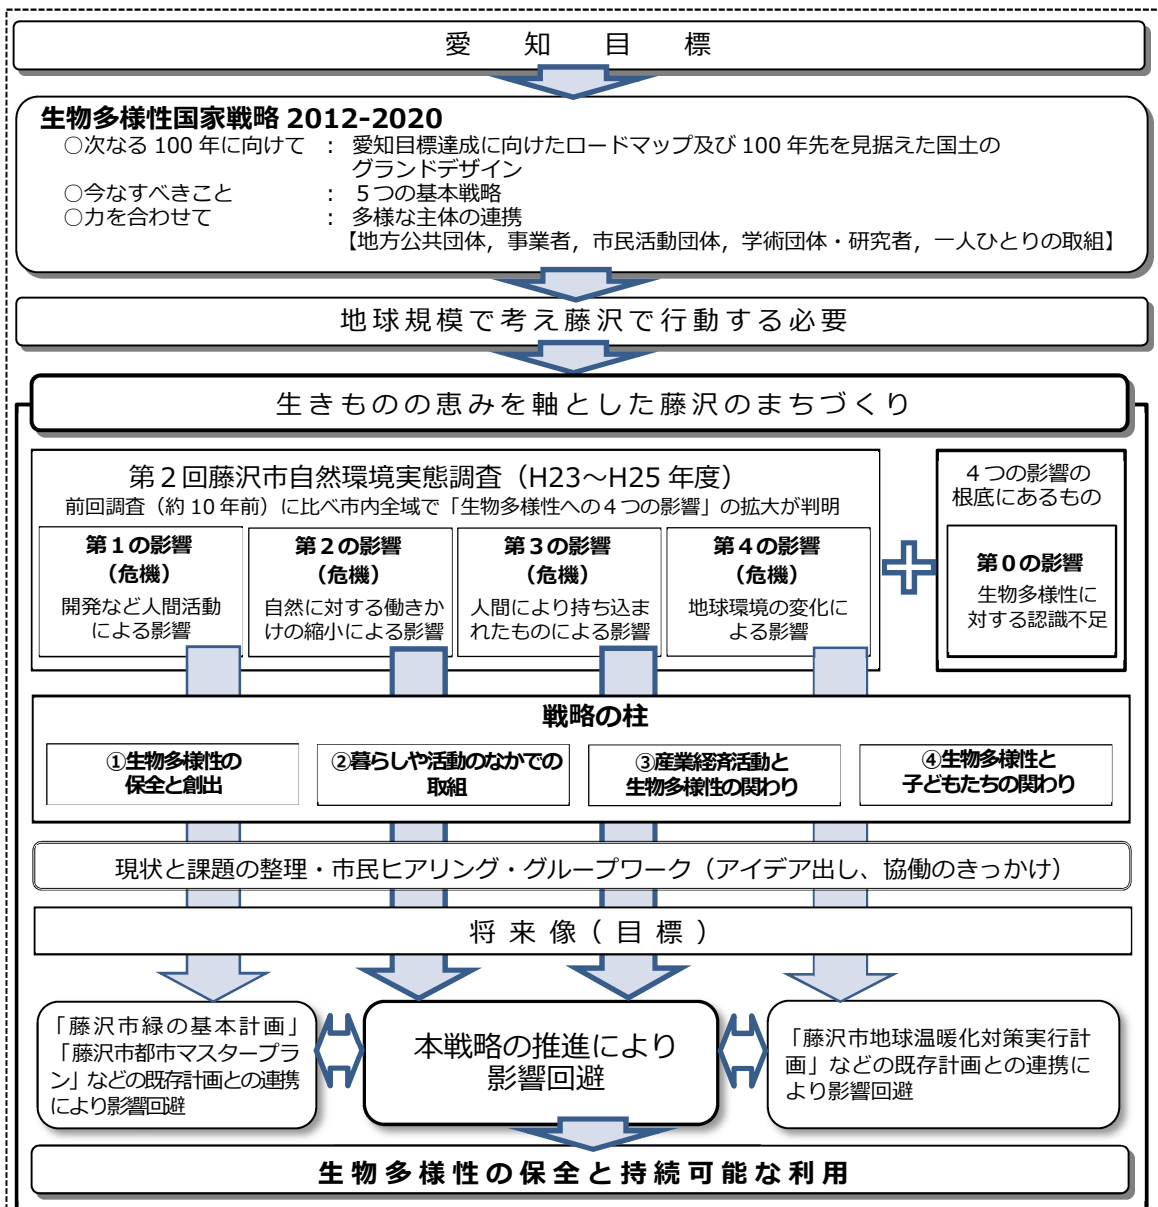 愛知目標
生物多様性国家戦略 2012-2020
○次なる 100 年に向けて ： 愛知目標達成に向けたロードマップ及び 100 年先を見据えた国土の
グランドデザイン
○今なすべきこと ： ５つの基本戦略
○力を合わせて ： 多様な主体の連携
【地方公共団体，事業者，市民活動団体，学術団体・研究者，一人ひとりの取組】
地球規模で考え藤沢で行動する必要
生きものの恵みを軸とした藤沢のまちづくり
第２回藤沢市自然環境実態調査（H23～H25 年度）
前回調査（約 10 年前）に比べ市内全域で「生物多様性への４つの影響」の拡大が判明
第１の影響
（危機）
開発など人間活動
による影響
第２の影響
（危機）
自然に対する働きか
けの縮小による影響
第３の影響
（危機）
人間により持ち込ま
れたものによる影響
第４の影響
（危機）
地球環境の変化に
よる影響
４つの影響の
根底にあるもの
第０の影響
生物多様性に
対する認識不足
戦略の柱
①生物多様性の
保全と創出
②暮らしや活動のなかでの
取組
③産業経済活動と
生物多様性の関わり
④生物多様性と
子どもたちの関わり
現状と課題の整理・市民ヒアリング・グループワーク（アイデア出し、協働のきっかけ）
将来像（目標）
「藤沢市緑の基本計画」
「藤沢市都市マスタープラ
ン」などの既存計画との連携
により影響回避
本戦略の推進により
影響回避
「藤沢市地球温暖化対策実行計
画」などの既存計画との連携に
より影響回避
生物多様性の保全と持続可能な利用